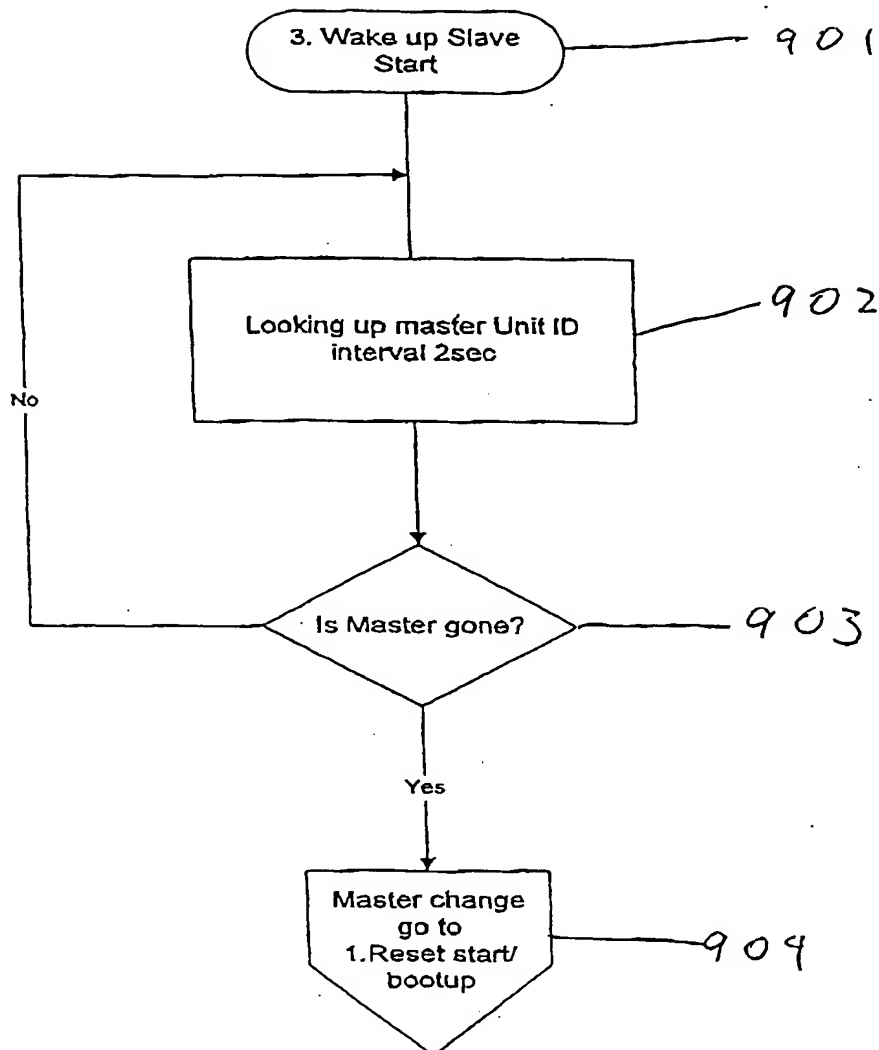 3. Wake up Slave
Start
901
Looking up master Unit ID
interval 2sec
902
No
Is Master gone?
903
Yes
Master change
go to
1.Reset start/
bootup
904